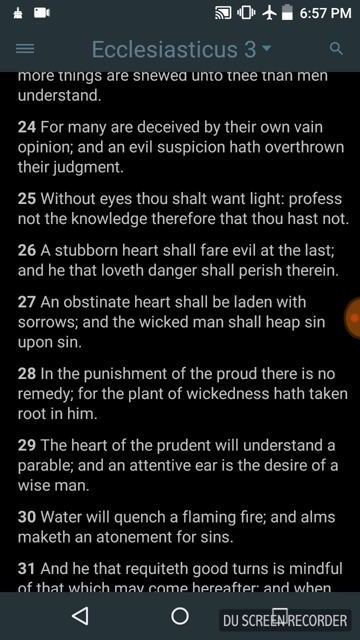 6:57 PM
Ecclesiasticus 3
more things are shewed unto thee than men
understand.
24 For many are deceived by their own vain
opinion; and an evil suspicion hath overthrown
their judgment.
25 Without eyes thou shalt want light: profess
not the knowledge therefore that thou hast not.
26 A stubborn heart shall fare evil at the last;
and he that loveth danger shall perish therein.
27 An obstinate heart shall be laden with
sorrows; and the wicked man shall heap sin
upon sin.
28 In the punishment of the proud there is no
remedy; for the plant of wickedness hath taken
root in him.
29 The heart of the prudent will understand a
parable; and an attentive ear is the desire of a
wise man.
30 Water will quench a flaming fire; and alms
maketh an atonement for sins.
31 And he that requiteth good turns is mindful
of that which may come hereafter; and when
DU SCREEN RECORDER